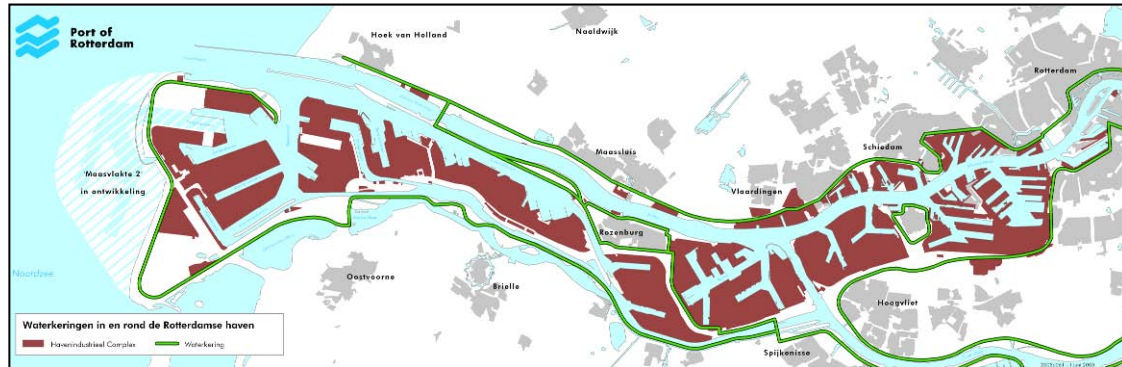 Port of
Rotterdam
Hoek van Holland
Naaldwijk
Rotterdam
Maassluis
Schiedam
'Maasvlakte 2'
in ontwikkeling
Vlaardingen
Rozenburg
Noordzee
Oostvoorne
Brielle
Hoogvliet
Spijkenisse
Waterkeringen in en rond de Rotterdamse haven
Havenindustrieel Complex
Waterkering